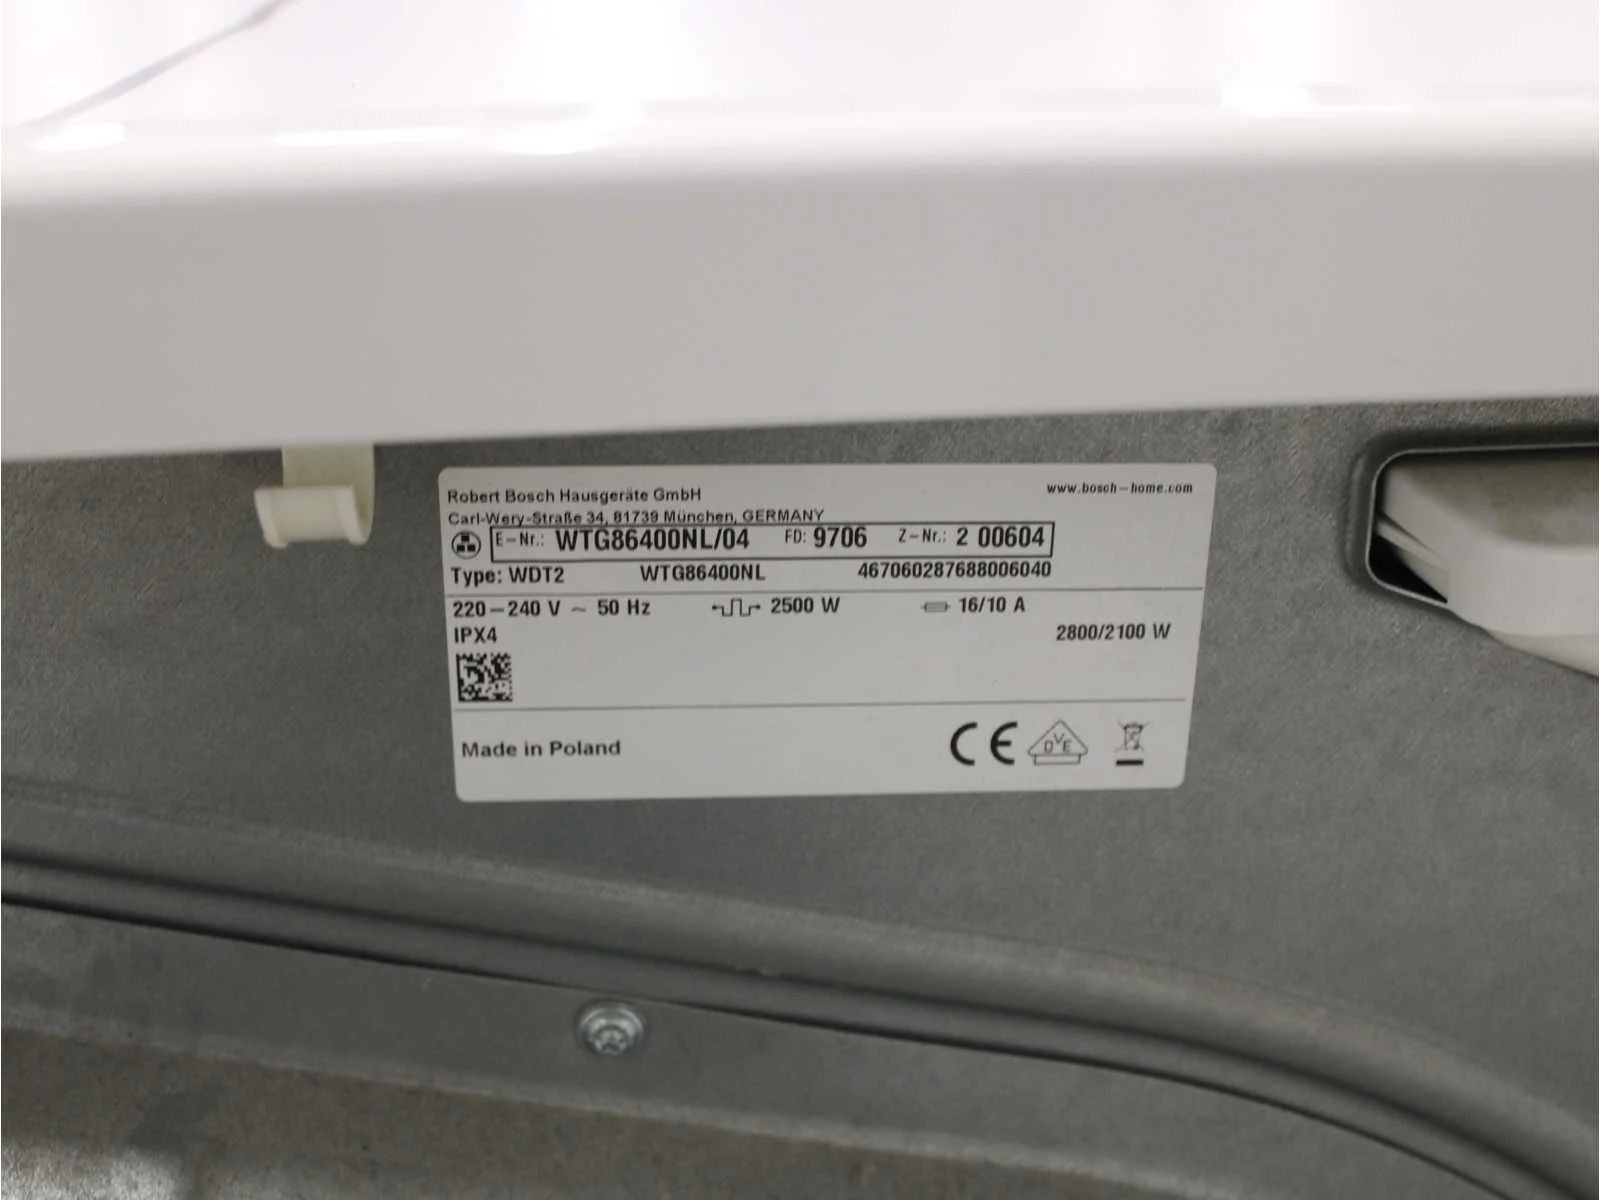 Robert Bosch Hausgeräte GmbH www.bosch-home.com
Carl-Wery-Straße 34, 81739 München, GERMANY
E-Nr.: WTG86400NL/04 FD: 9706 Z-Nr.: 2 00604
Type: WDT2 WTG86400NL 467060287688006040
220-240 V ~ 50 Hz 2500 W 16/10 A
IPX4 2800/2100 W
Made in Poland CE DVE